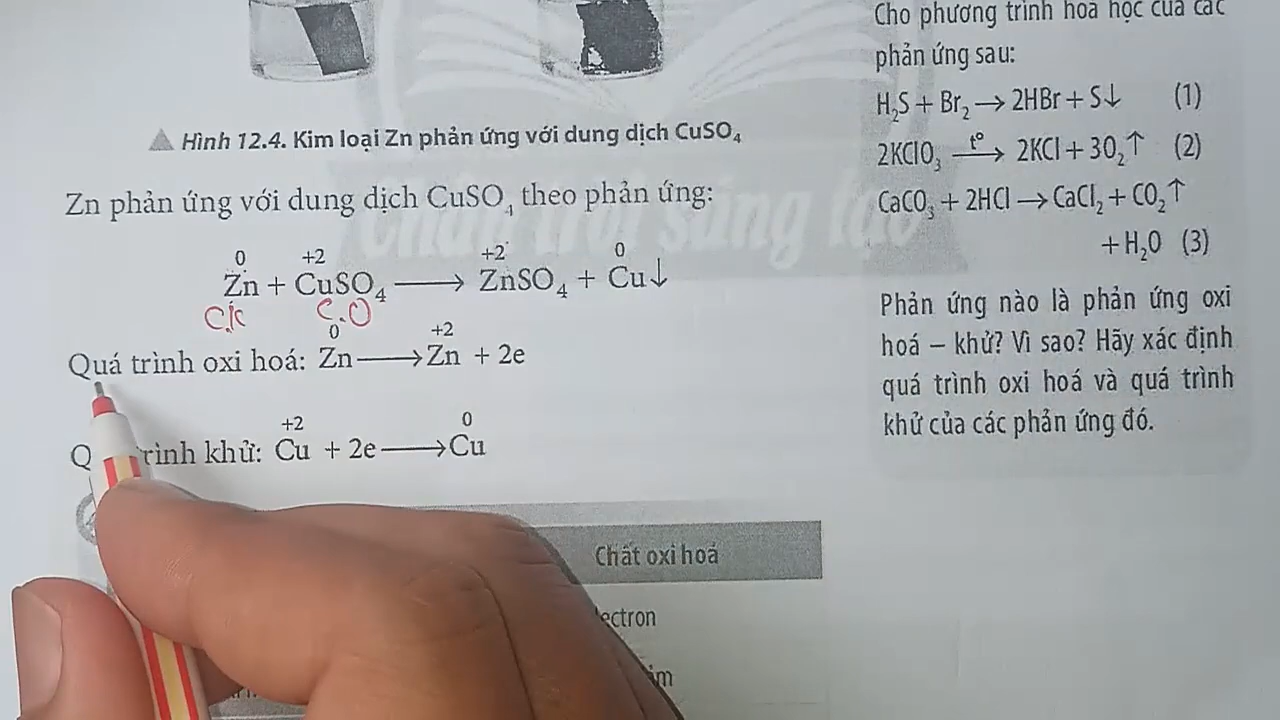 Hình 12.4. Kim loại Zn phản ứng với dung dịch CuSO₄
Zn phản ứng với dung dịch CuSO₄ theo phản ứng:
0 +2 +2 0
Zn + CuSO₄ ⟶ ZnSO₄ + Cu↓
C.K C.O
0 +2
Quá trình oxi hoá: Zn ⟶ Zn + 2e
+2 0
trình khử: Cu + 2e ⟶ Cu
Chất oxi hoá
Chân trời sáng tạo
Cho phương trình hoá học của các
phản ứng sau:
H₂S + Br₂ → 2HBr + S↓ (1)
t°
2KClO₃ ⟶ 2KCl + 3O₂↑ (2)
CaCO₃ + 2HCl → CaCl₂ + CO₂↑
+ H₂O (3)
Phản ứng nào là phản ứng oxi
hoá – khử? Vì sao? Hãy xác định
quá trình oxi hoá và quá trình
khử của các phản ứng đó.